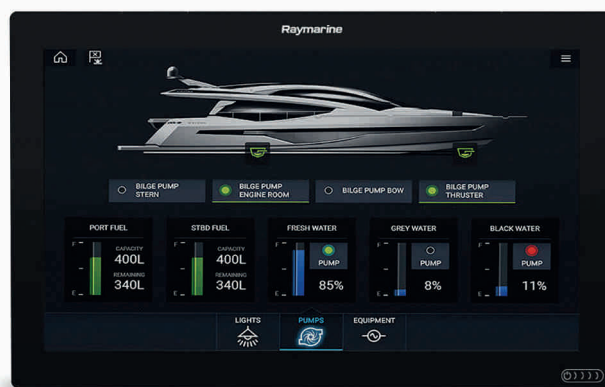 Raymarine
BILGE PUMP
STERN
BILGE PUMP
ENGINE ROOM
BILGE PUMP BOW
BILGE PUMP
THRUSTER
PORT FUEL
F
E
CAPACITY
400L
REMAINING
340L
STBD FUEL
F
E
CAPACITY
400L
REMAINING
340L
FRESH WATER
F
E
PUMP
85%
GREY WATER
F
E
PUMP
8%
BLACK WATER
F
E
PUMP
11%
LIGHTS
PUMPS
EQUIPMENT